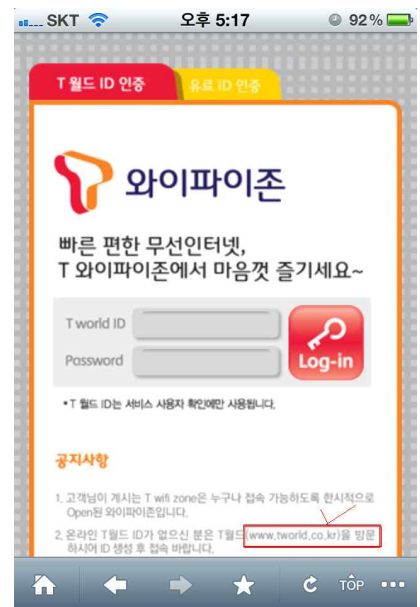 SKT 오후 5:17 92%
T 월드 ID 인증 유료 ID 인증
와이파이존
빠른 편한 무선인터넷,
T 와이파이존에서 마음껏 즐기세요~
T world ID
Password
Log-in
•T 월드 ID는 서비스 사용자 확인에만 사용됩니다.
공지사항
1. 고객님이 계시는 T wifi zone은 누구나 접속 가능하도록 한시적으로
Open된 와이파이존입니다.
2. 온라인 T월드 ID가 없으신 분은 T월드(www.tworld.co.kr)을 방문
하시어 ID 생성 후 접속 바랍니다.
TÔP